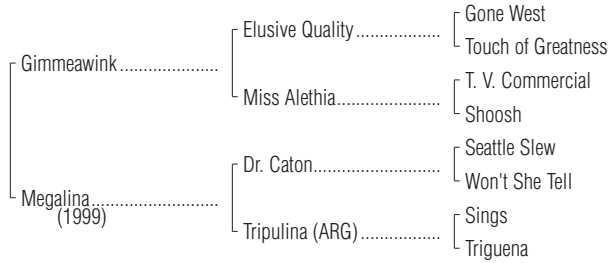 Gone West
Elusive Quality
Touch of Greatness
Gimmeawink
T. V. Commercial
Miss Alethia
Shoosh
Seattle Slew
Dr. Caton
Won't She Tell
Megalina
(1999)
Sings
Tripulina (ARG)
Triguena